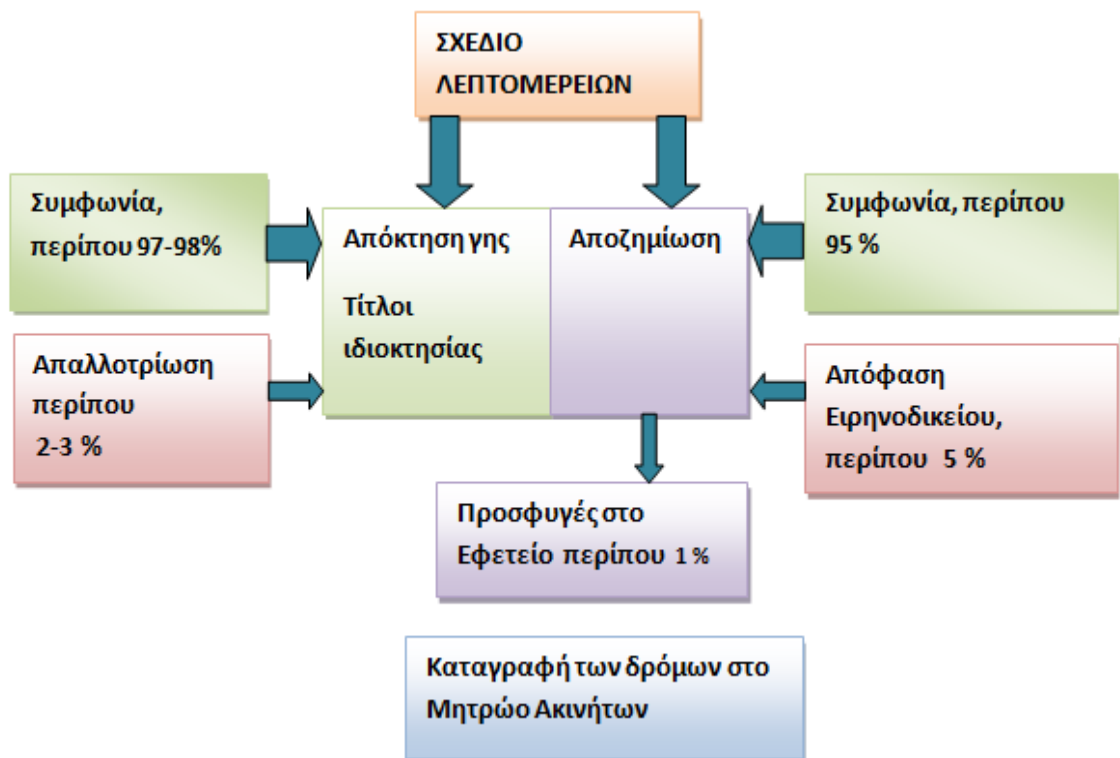 ΣΧΕΔΙΟ
ΛΕΠΤΟΜΕΡΕΙΩΝ
Συμφωνία,
περίπου 97-98%
Απόκτηση γης
Τίτλοι
ιδιοκτησίας
Αποζημίωση
Συμφωνία, περίπου
95 %
Απαλλοτρίωση
περίπου
2-3 %
Απόφαση
Ειρηνοδικείου,
περίπου 5 %
Προσφυγές στο
Εφετείο περίπου 1 %
Καταγραφή των δρόμων στο
Μητρώο Ακινήτων